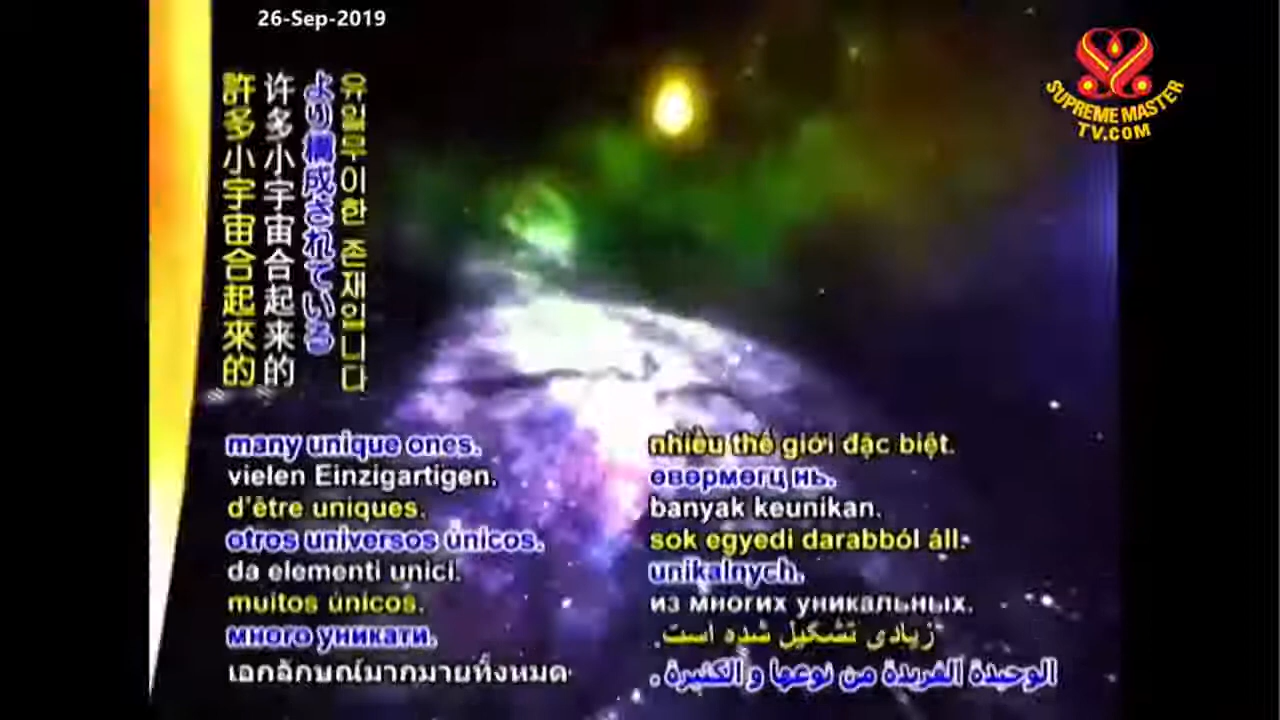 26-Sep-2019
SUPREME MASTER
TV.COM
許多小宇宙合起來的
许多小宇宙合起来的
より構成されている
유일무이한 존재입니다
many unique ones.
vielen Einzigartigen.
d'être uniques.
otros universos únicos.
da elementi unici.
muitos únicos.
много уникати.
เอกลักษณ์มากมายทั้งหมด
nhiều thế giới đặc biệt.
өвөрмөгц нь.
banyak keunikan.
sok egyedi darabból áll.
unikalnych.
из многих уникальных.
زیادی تشکیل شده است.
الوحيدة الفريدة من نوعها و الكثيرة .